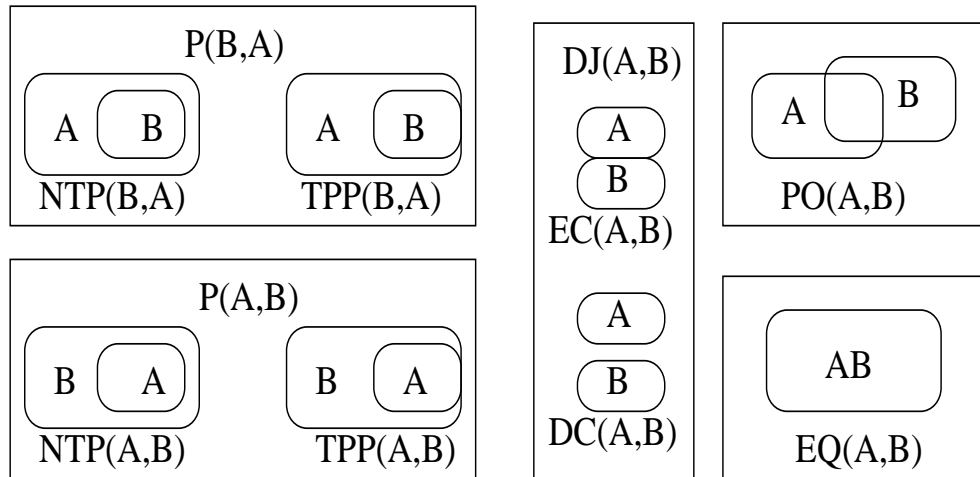 P(B,A)
A B
A B
NTP(B,A)
TPP(B,A)
P(A,B)
B A
B A
NTP(A,B)
TPP(A,B)
DJ(A,B)
A
B
EC(A,B)
A
B
DC(A,B)
A B
PO(A,B)
AB
EQ(A,B)